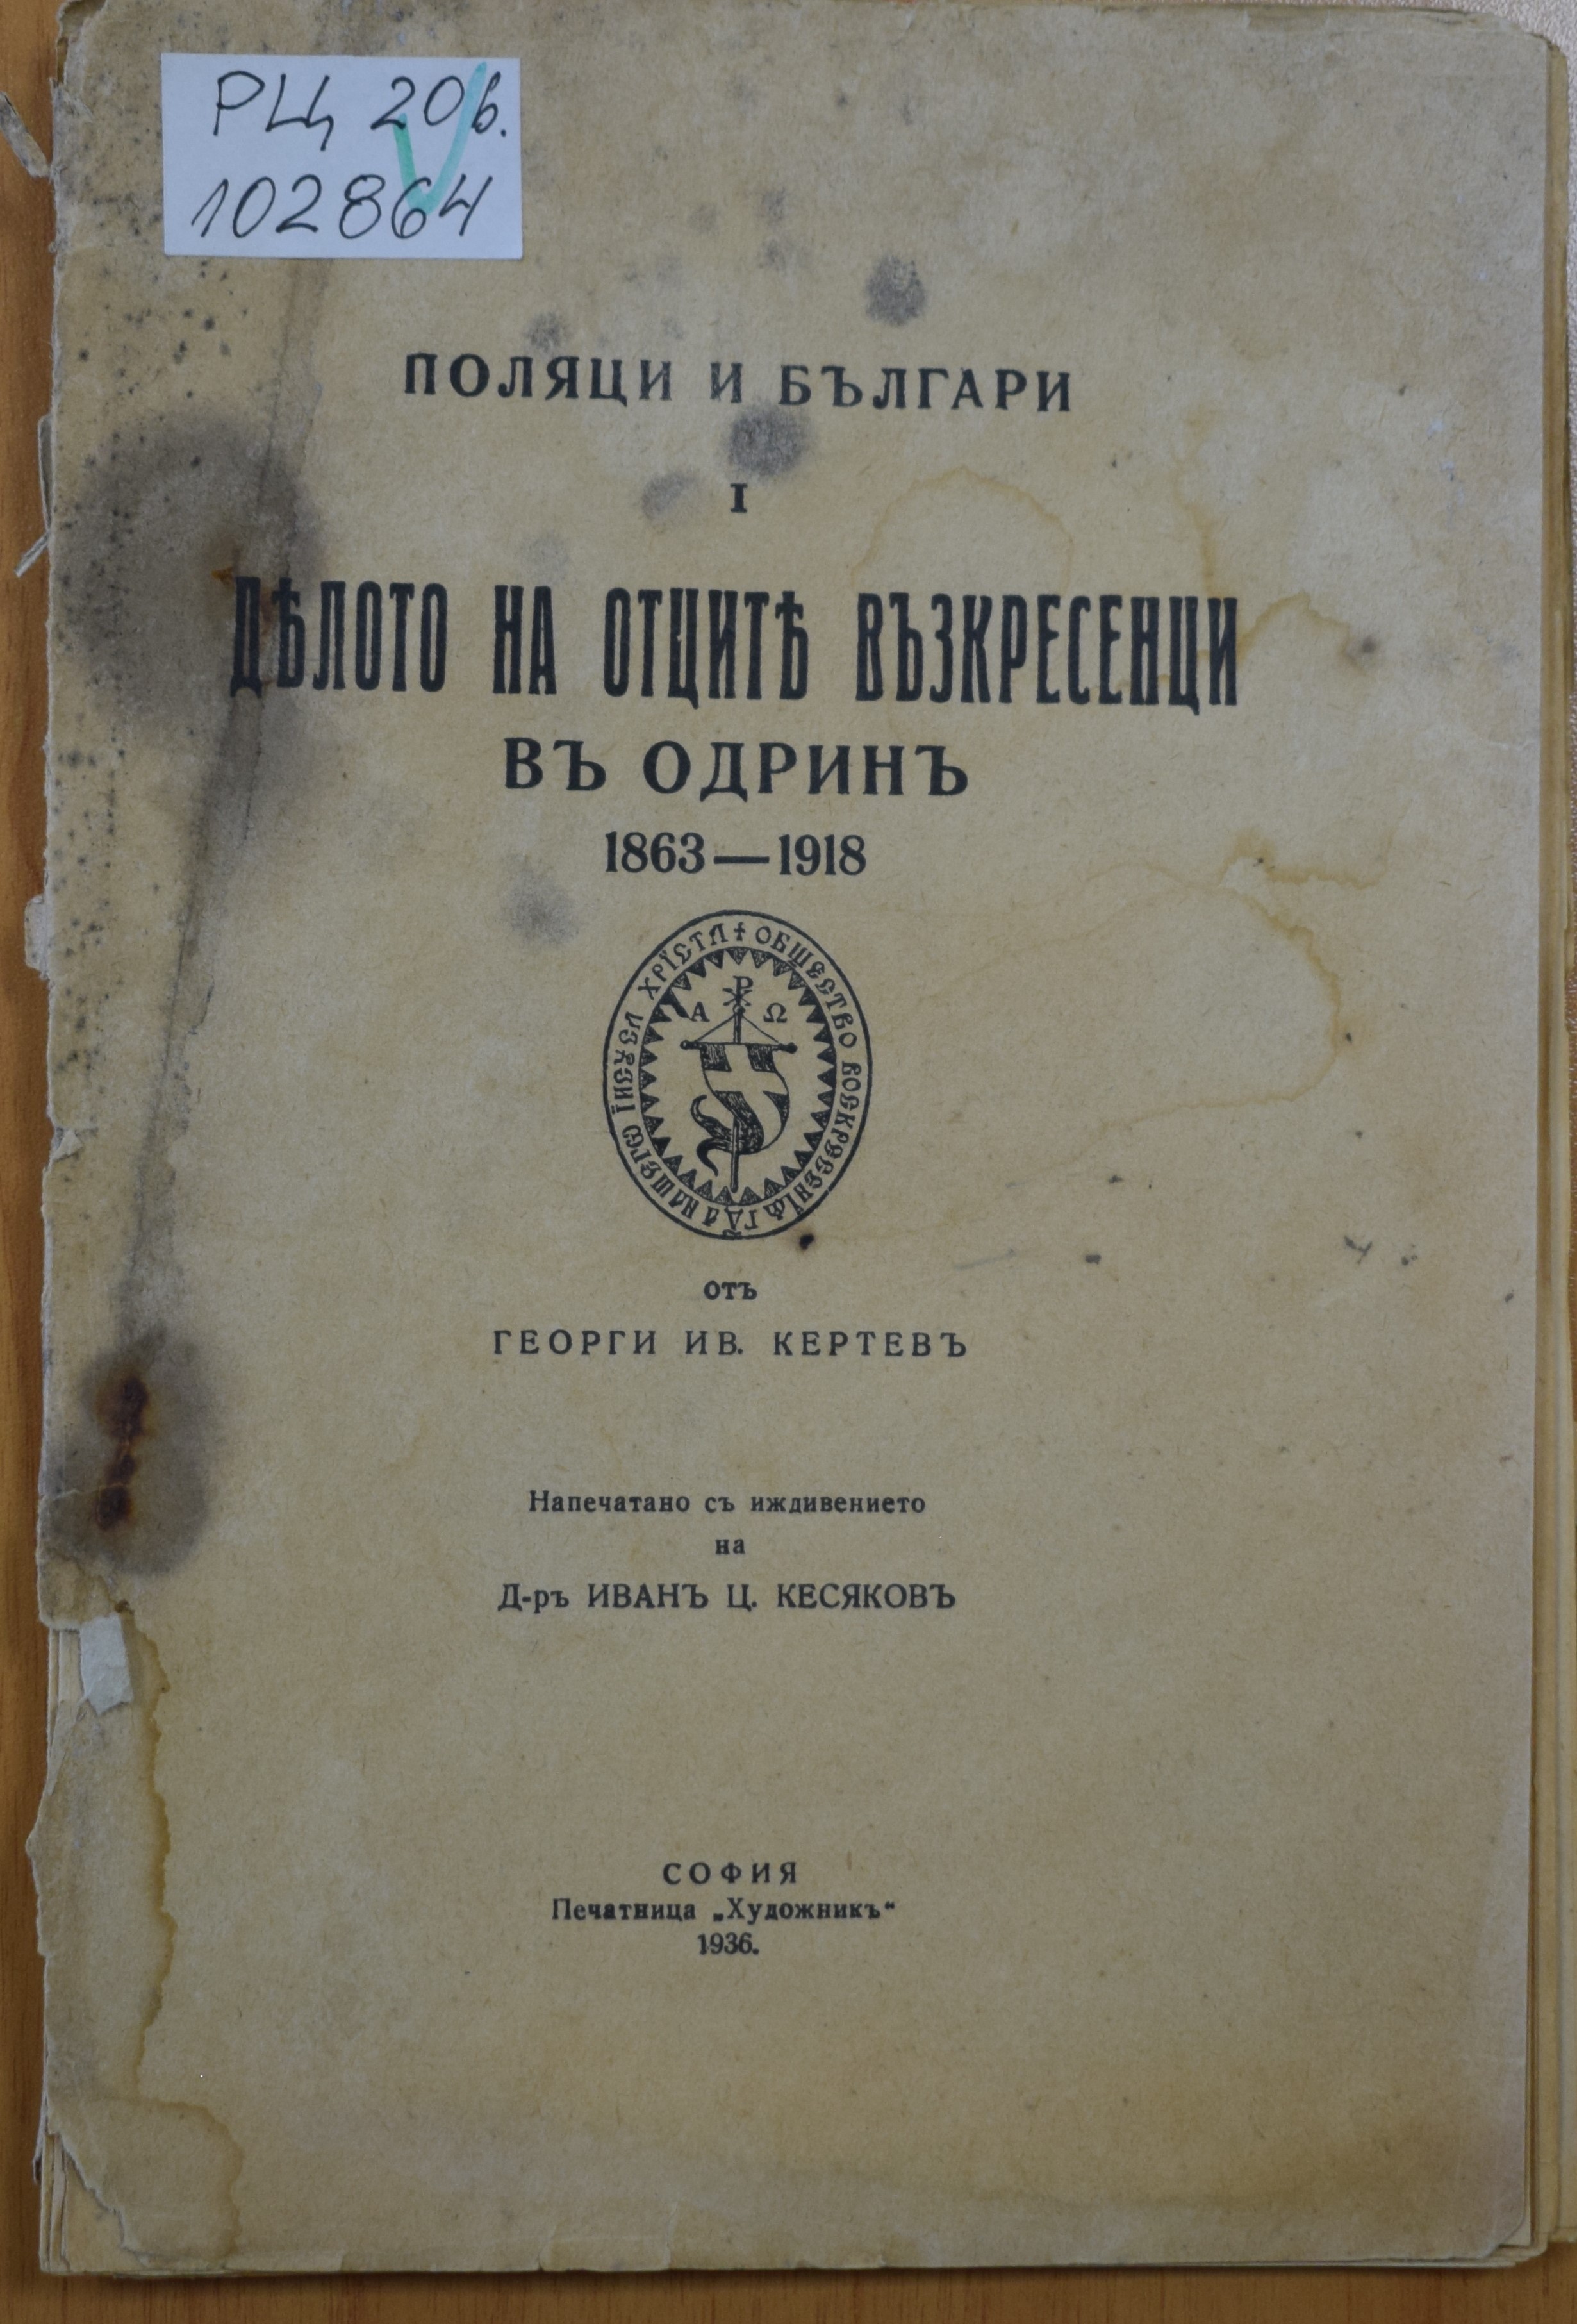 РЦ 20в.
102864
ПОЛЯЦИ И БЪЛГАРИ
I
ДѢЛОТО НА ОТЦИТѢ ВЪЗКРЕСЕНЦИ
ВЪ ОДРИНЪ
1863—1918
Α Ω
отъ
ГЕОРГИ ИВ. КЕРТЕВЪ
Напечатано съ иждивението
на
Д-ръ ИВАНЪ Ц. КЕСЯКОВЪ
СОФИЯ
Печатница „Художникъ“
1936.